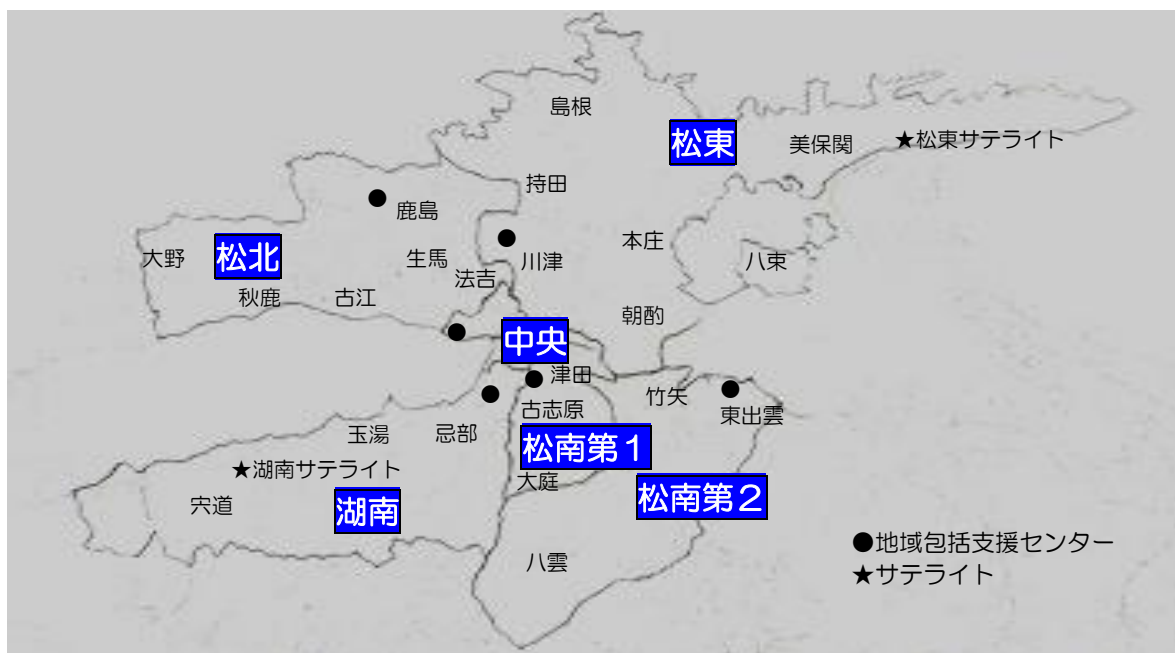 島根
松東
美保関
★松東サテライト
持田
鹿島
大野
松北
生馬
川津
本庄
八束
法吉
秋鹿
古江
朝酌
中央
津田
竹矢
古志原
東出雲
玉湯
忌部
松南第1
★湖南サテライト
大庭
松南第2
宍道
湖南
八雲
●地域包括支援センター
★サテライト